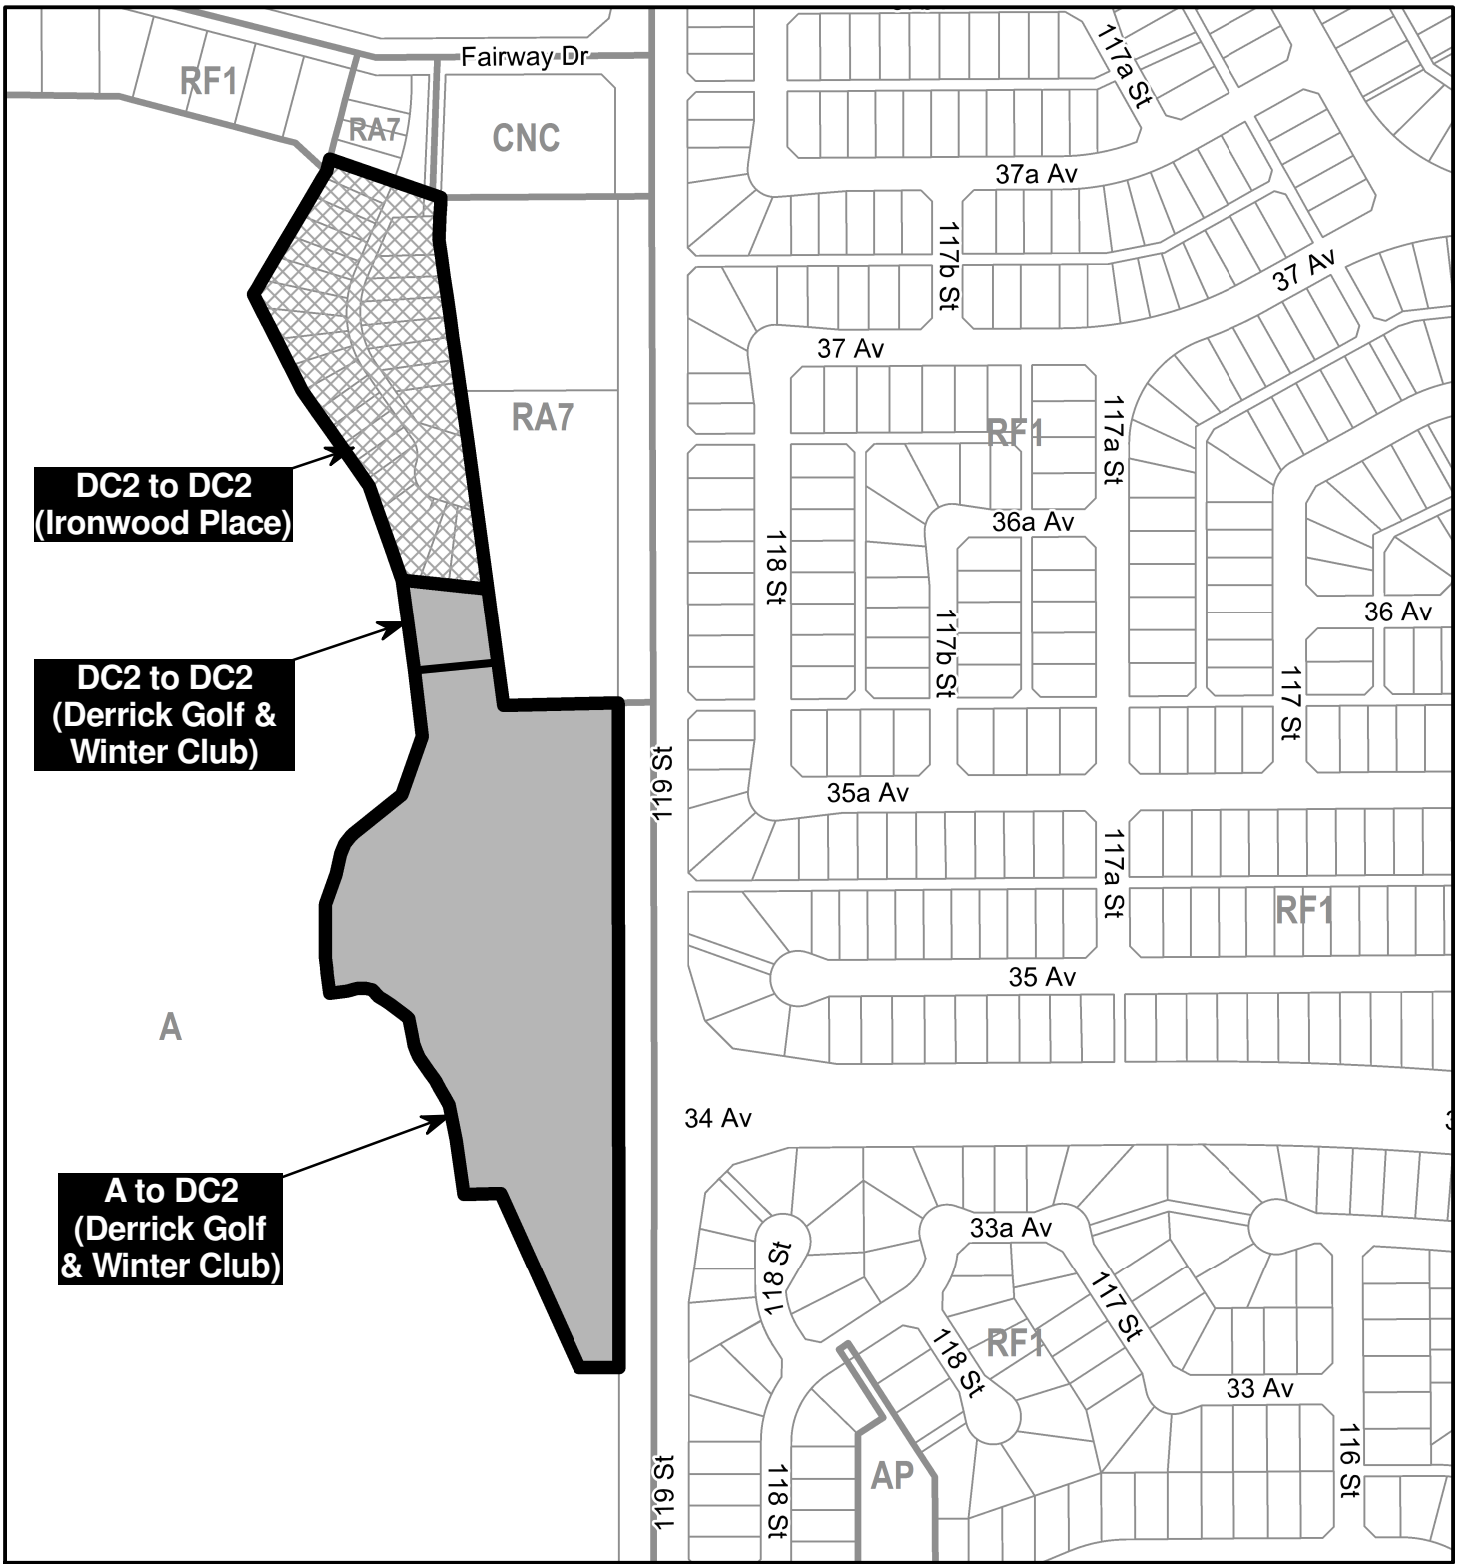 Fairway Dr
117a St
RF1
RA7
CNC
37a Av
117b St
37 Av
37 Av
RA7
RF1
117a St
DC2 to DC2
(Ironwood Place)
36a Av
118 St
36 Av
117b St
DC2 to DC2
(Derrick Golf &
Winter Club)
117 St
119 St
35a Av
117a St
RF1
35 Av
A
34 Av
A to DC2
(Derrick Golf
& Winter Club)
33a Av
118 St
117 St
RF1
118 St
33 Av
AP
116 St
119 St
118 St